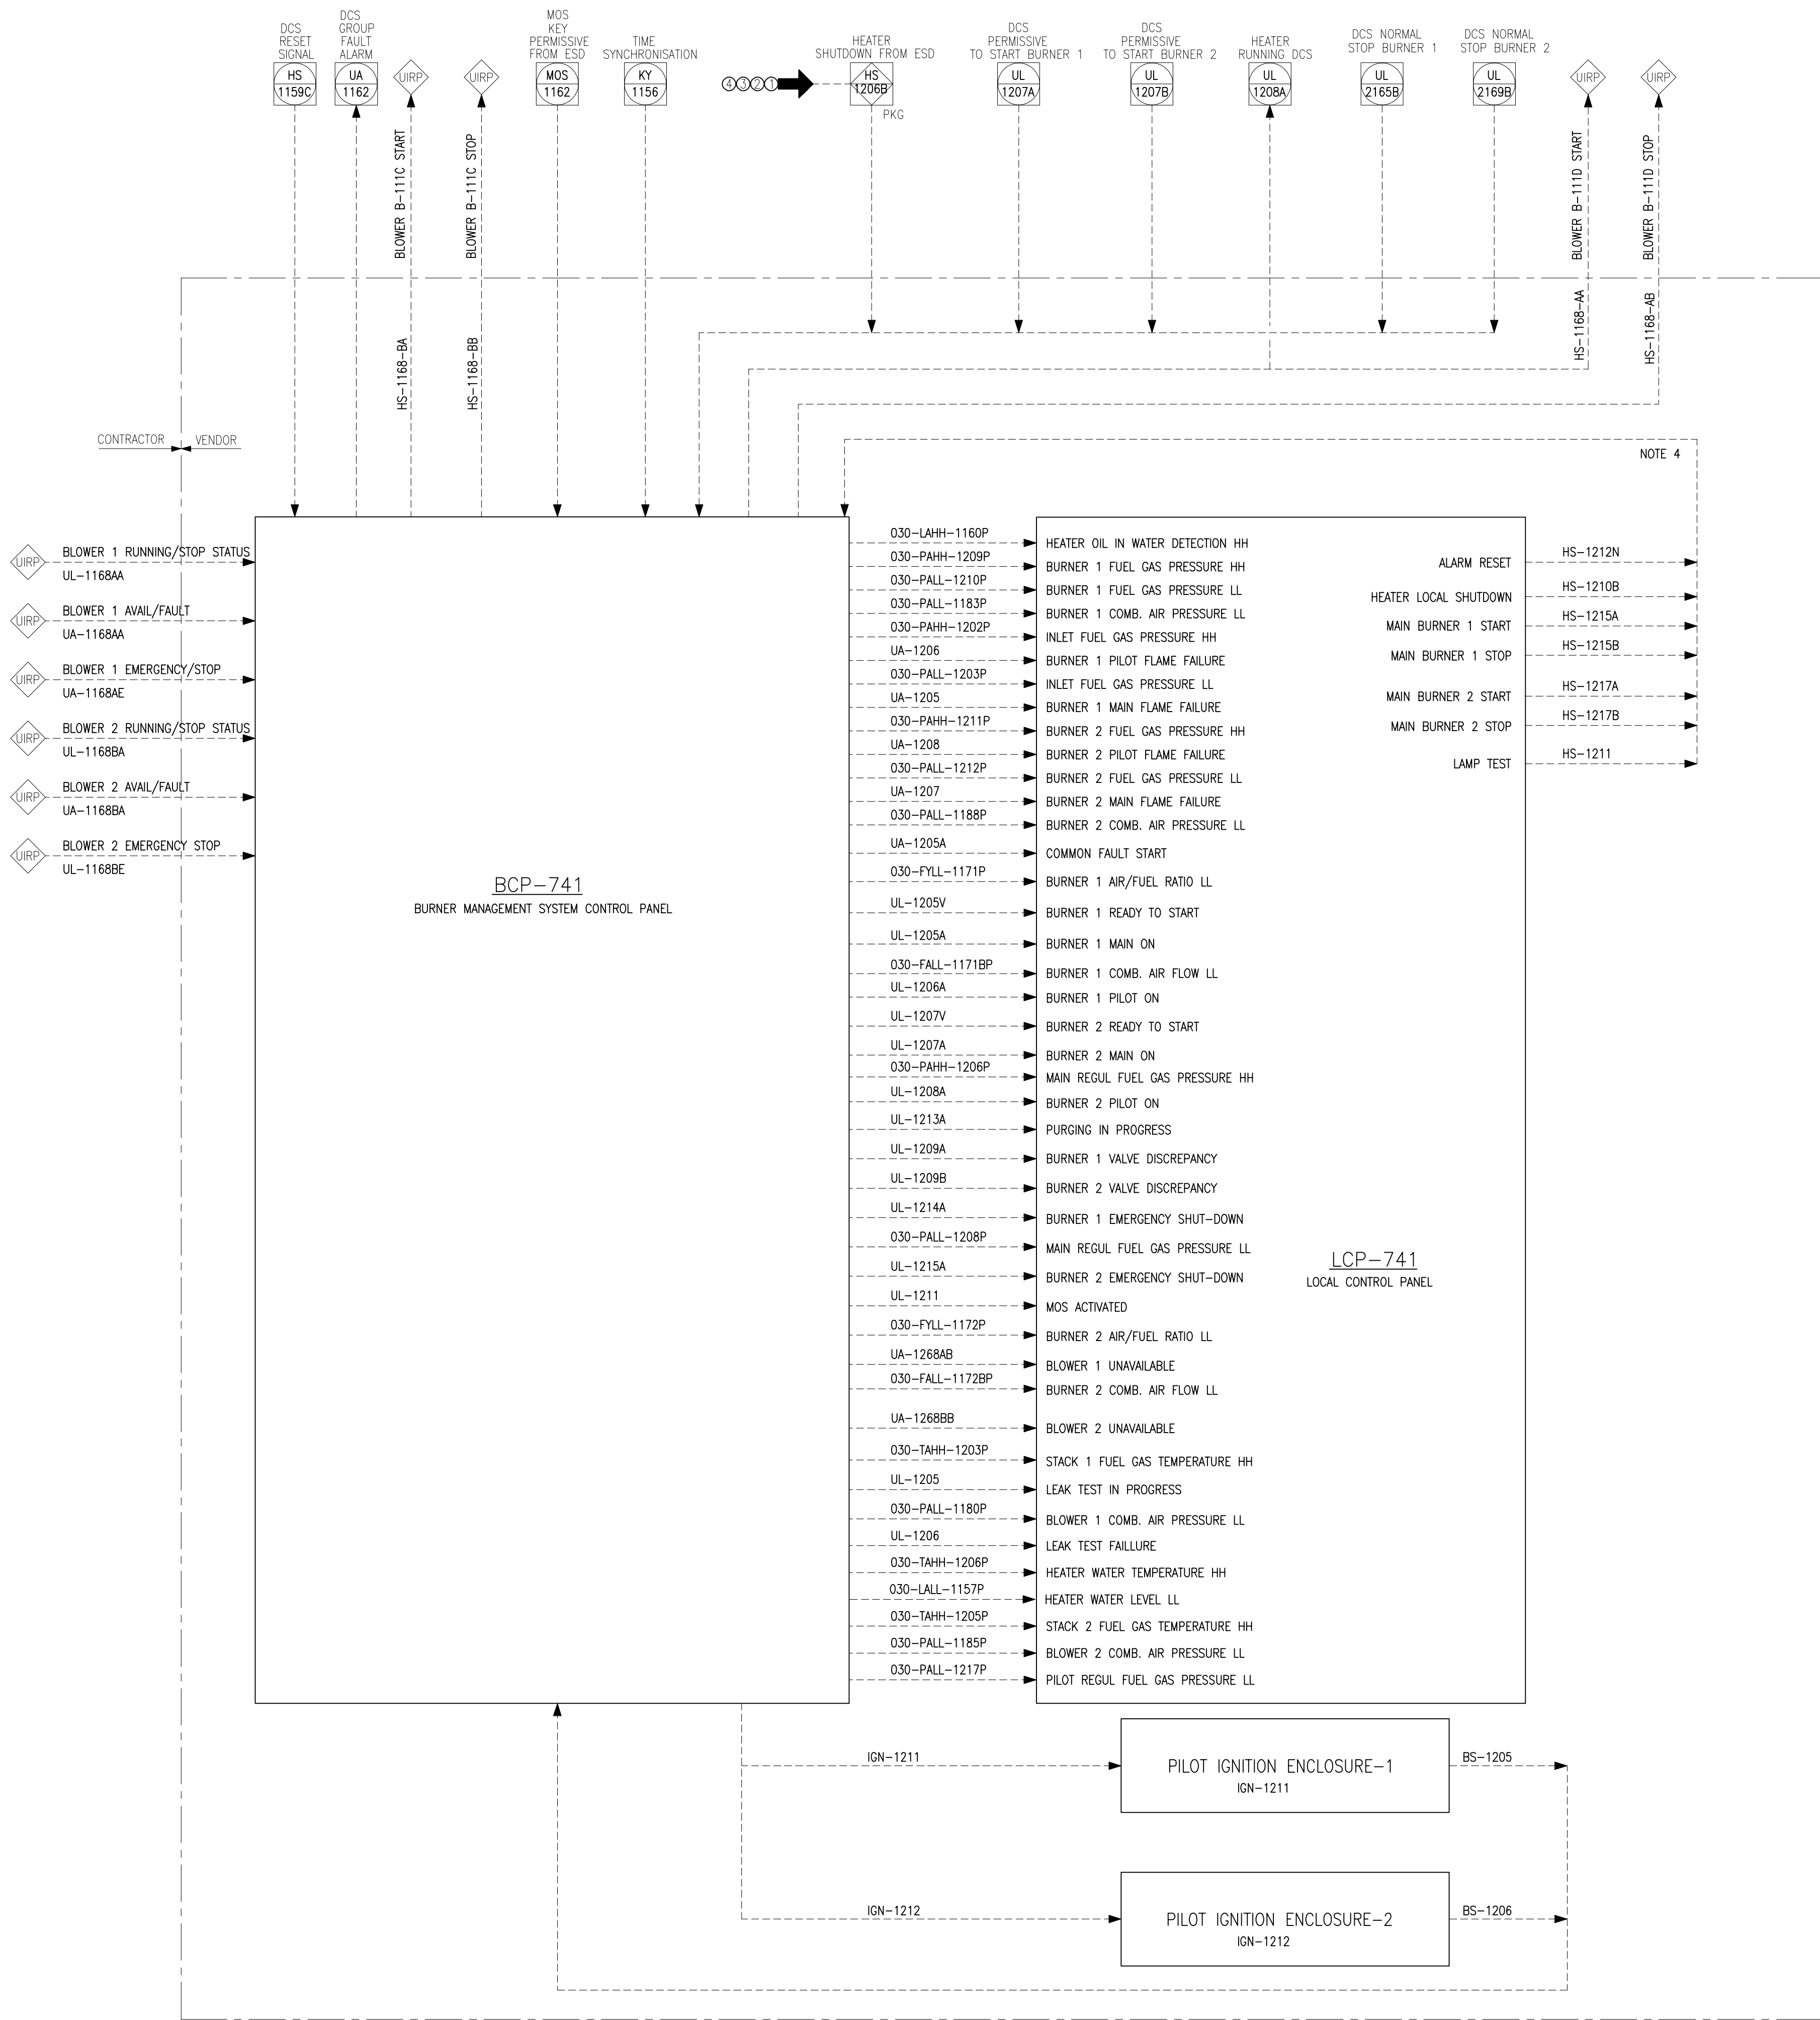 DCS
RESET
SIGNAL
HS
1159C
DCS
GROUP
FAULT
ALARM
UA
1162
UIRP
UIRP
MOS
KEY
PERMISSIVE
FROM ESD
MOS
1162
TIME
SYNCHRONISATION
KY
1156
4 3 2 1
HEATER
SHUTDOWN FROM ESD
HS
1206B
PKG
DCS
PERMISSIVE
TO START BURNER 1
UL
1207A
DCS
PERMISSIVE
TO START BURNER 2
UL
1207B
HEATER
RUNNING DCS
UL
1208A
DCS NORMAL
STOP BURNER 1
UL
2165B
DCS NORMAL
STOP BURNER 2
UL
2169B
UIRP
UIRP
BLOWER B-111C START
HS-1168-BA
BLOWER B-111C STOP
HS-1168-BB
BLOWER B-111D START
HS-1168-AA
BLOWER B-111D STOP
HS-1168-AB
CONTRACTOR
VENDOR
NOTE 4
UIRP
BLOWER 1 RUNNING/STOP STATUS
UL-1168AA
UIRP
BLOWER 1 AVAIL/FAULT
UA-1168AA
UIRP
BLOWER 1 EMERGENCY/STOP
UA-1168AE
UIRP
BLOWER 2 RUNNING/STOP STATUS
UL-1168BA
UIRP
BLOWER 2 AVAIL/FAULT
UA-1168BA
UIRP
BLOWER 2 EMERGENCY STOP
UL-1168BE
BCP-741
BURNER MANAGEMENT SYSTEM CONTROL PANEL
030-LAHH-1160P
HEATER OIL IN WATER DETECTION HH
030-PAHH-1209P
BURNER 1 FUEL GAS PRESSURE HH
030-PALL-1210P
BURNER 1 FUEL GAS PRESSURE LL
030-PALL-1183P
BURNER 1 COMB. AIR PRESSURE LL
030-PAHH-1202P
INLET FUEL GAS PRESSURE HH
UA-1206
BURNER 1 PILOT FLAME FAILURE
030-PALL-1203P
INLET FUEL GAS PRESSURE LL
UA-1205
BURNER 1 MAIN FLAME FAILURE
030-PAHH-1211P
BURNER 2 FUEL GAS PRESSURE HH
UA-1208
BURNER 2 PILOT FLAME FAILURE
030-PALL-1212P
BURNER 2 FUEL GAS PRESSURE LL
UA-1207
BURNER 2 MAIN FLAME FAILURE
030-PALL-1188P
BURNER 2 COMB. AIR PRESSURE LL
UA-1205A
COMMON FAULT START
030-FYLL-1171P
BURNER 1 AIR/FUEL RATIO LL
UL-1205V
BURNER 1 READY TO START
UL-1205A
BURNER 1 MAIN ON
030-FALL-1171BP
BURNER 1 COMB. AIR FLOW LL
UL-1206A
BURNER 1 PILOT ON
UL-1207V
BURNER 2 READY TO START
UL-1207A
BURNER 2 MAIN ON
030-PAHH-1206P
MAIN REGUL FUEL GAS PRESSURE HH
UL-1208A
BURNER 2 PILOT ON
UL-1213A
PURGING IN PROGRESS
UL-1209A
BURNER 1 VALVE DISCREPANCY
UL-1209B
BURNER 2 VALVE DISCREPANCY
UL-1214A
BURNER 1 EMERGENCY SHUT-DOWN
030-PALL-1208P
MAIN REGUL FUEL GAS PRESSURE LL
UL-1215A
BURNER 2 EMERGENCY SHUT-DOWN
UL-1211
MOS ACTIVATED
030-FYLL-1172P
BURNER 2 AIR/FUEL RATIO LL
UA-1268AB
BLOWER 1 UNAVAILABLE
030-FALL-1172BP
BURNER 2 COMB. AIR FLOW LL
UA-1268BB
BLOWER 2 UNAVAILABLE
030-TAHH-1203P
STACK 1 FUEL GAS TEMPERATURE HH
UL-1205
LEAK TEST IN PROGRESS
030-PALL-1180P
BLOWER 1 COMB. AIR PRESSURE LL
UL-1206
LEAK TEST FAILLURE
030-TAHH-1206P
HEATER WATER TEMPERATURE HH
030-LALL-1157P
HEATER WATER LEVEL LL
030-TAHH-1205P
STACK 2 FUEL GAS TEMPERATURE HH
030-PALL-1185P
BLOWER 2 COMB. AIR PRESSURE LL
030-PALL-1217P
PILOT REGUL FUEL GAS PRESSURE LL
LCP-741
LOCAL CONTROL PANEL
ALARM RESET
HS-1212N
HEATER LOCAL SHUTDOWN
HS-1210B
MAIN BURNER 1 START
HS-1215A
MAIN BURNER 1 STOP
HS-1215B
MAIN BURNER 2 START
HS-1217A
MAIN BURNER 2 STOP
HS-1217B
LAMP TEST
HS-1211
IGN-1211
PILOT IGNITION ENCLOSURE-1
IGN-1211
BS-1205
IGN-1212
PILOT IGNITION ENCLOSURE-2
IGN-1212
BS-1206